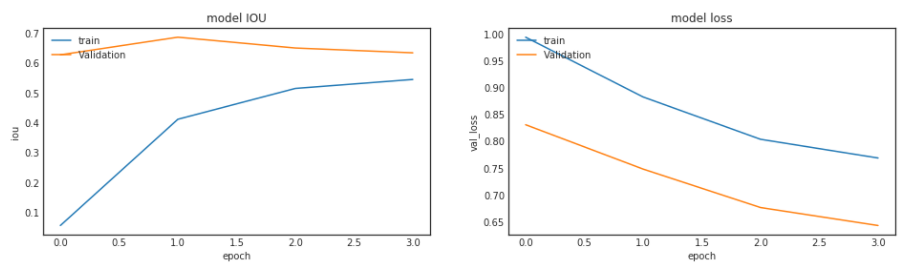 model IOU
train
Validation
0.7
0.6
0.5
0.4
0.3
0.2
0.1
iou
0.0 0.5 1.0 1.5 2.0 2.5 3.0
epoch
model loss
train
Validation
1.00
0.95
0.90
0.85
0.80
0.75
0.70
0.65
val_loss
0.0 0.5 1.0 1.5 2.0 2.5 3.0
epoch